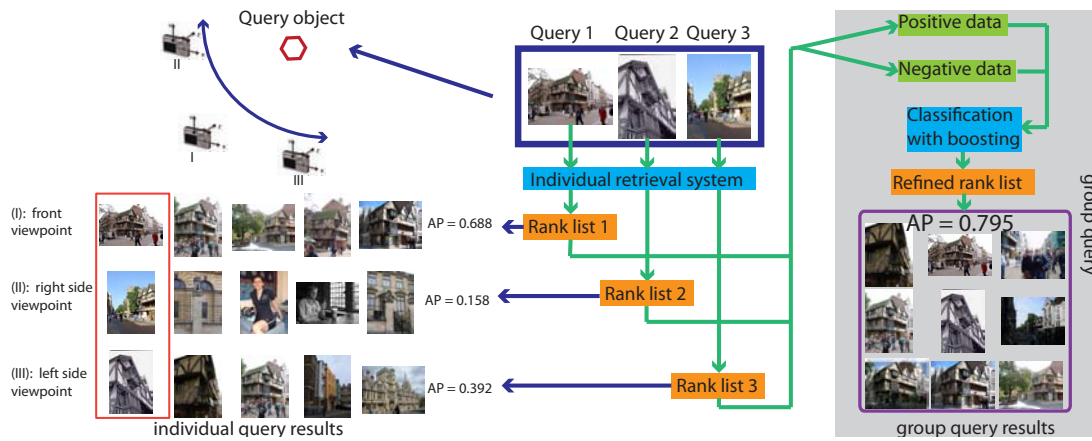 Query object
II
I
III
Query 1
Query 2
Query 3
Individual retrieval system
Rank list 1
Rank list 2
Rank list 3
(I): front
viewpoint
AP = 0.688
(II): right side
viewpoint
AP = 0.158
(III): left side
viewpoint
AP = 0.392
individual query results
Positive data
Negative data
Classification
with boosting
Refined rank list
AP = 0.795
group query
group query results